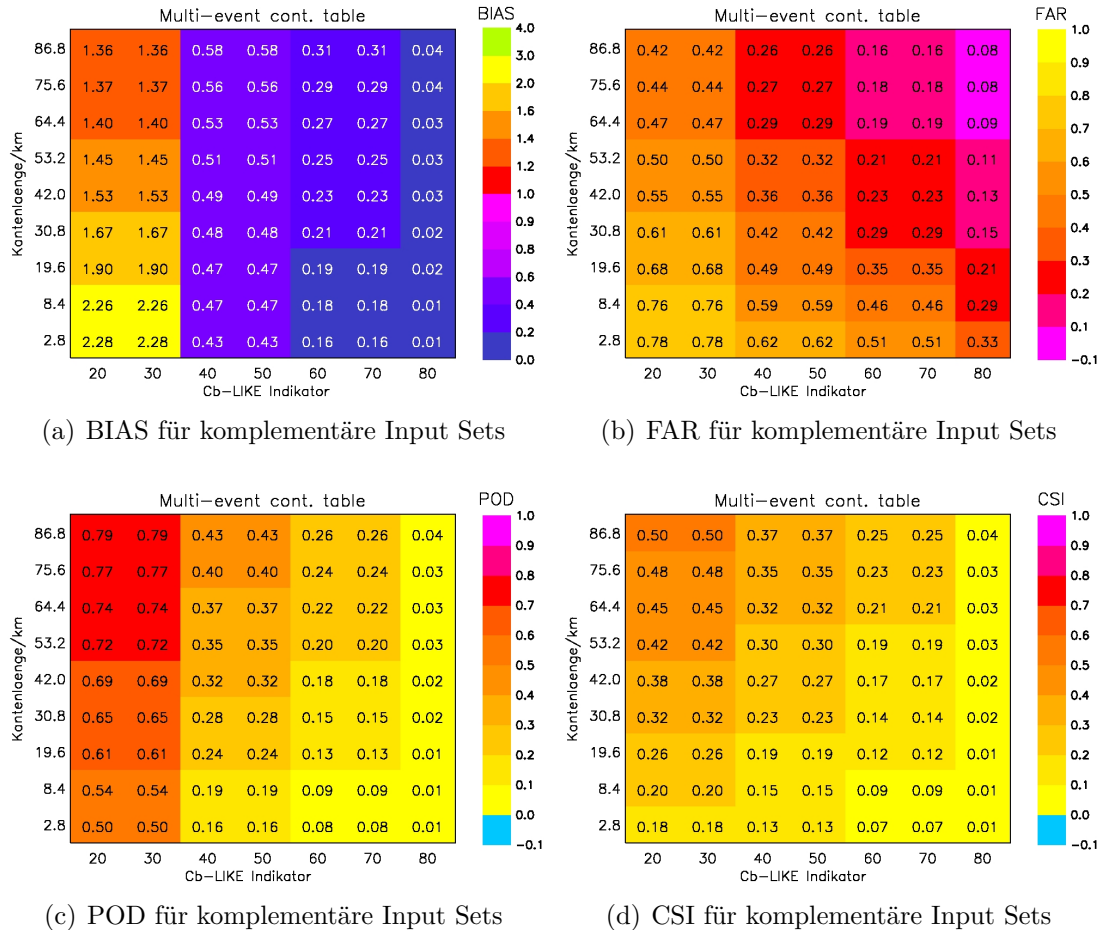 Multi-event cont. table
BIAS
86.8 1.36 1.36 0.58 0.58 0.31 0.31 0.04
75.6 1.37 1.37 0.56 0.56 0.29 0.29 0.04
64.4 1.40 1.40 0.53 0.53 0.27 0.27 0.03
53.2 1.45 1.45 0.51 0.51 0.25 0.25 0.03
42.0 1.53 1.53 0.49 0.49 0.23 0.23 0.03
30.8 1.67 1.67 0.48 0.48 0.21 0.21 0.02
19.6 1.90 1.90 0.47 0.47 0.19 0.19 0.02
8.4 2.26 2.26 0.47 0.47 0.18 0.18 0.01
2.8 2.28 2.28 0.43 0.43 0.16 0.16 0.01
20 30 40 50 60 70 80
Cb-LIKE Indikator
Kantenlaenge/km
4.0
3.0
2.0
1.6
1.4
1.2
1.0
0.9
0.8
0.6
0.4
0.2
0.0
(a) BIAS für komplementäre Input Sets
Multi-event cont. table
FAR
86.8 0.42 0.42 0.26 0.26 0.16 0.16 0.08
75.6 0.44 0.44 0.27 0.27 0.18 0.18 0.08
64.4 0.47 0.47 0.29 0.29 0.19 0.19 0.09
53.2 0.50 0.50 0.32 0.32 0.21 0.21 0.11
42.0 0.55 0.55 0.36 0.36 0.23 0.23 0.13
30.8 0.61 0.61 0.42 0.42 0.29 0.29 0.15
19.6 0.68 0.68 0.49 0.49 0.35 0.35 0.21
8.4 0.76 0.76 0.59 0.59 0.46 0.46 0.29
2.8 0.78 0.78 0.62 0.62 0.51 0.51 0.33
20 30 40 50 60 70 80
Cb-LIKE Indikator
Kantenlaenge/km
1.0
0.9
0.8
0.7
0.6
0.5
0.4
0.3
0.2
0.1
-0.1
(b) FAR für komplementäre Input Sets
Multi-event cont. table
POD
86.8 0.79 0.79 0.43 0.43 0.26 0.26 0.04
75.6 0.77 0.77 0.40 0.40 0.24 0.24 0.03
64.4 0.74 0.74 0.37 0.37 0.22 0.22 0.03
53.2 0.72 0.72 0.35 0.35 0.20 0.20 0.03
42.0 0.69 0.69 0.32 0.32 0.18 0.18 0.02
30.8 0.65 0.65 0.28 0.28 0.15 0.15 0.02
19.6 0.61 0.61 0.24 0.24 0.13 0.13 0.01
8.4 0.54 0.54 0.19 0.19 0.09 0.09 0.01
2.8 0.50 0.50 0.16 0.16 0.08 0.08 0.01
20 30 40 50 60 70 80
Cb-LIKE Indikator
Kantenlaenge/km
1.0
0.9
0.8
0.7
0.6
0.5
0.4
0.3
0.2
0.1
0.0
-0.1
(c) POD für komplementäre Input Sets
Multi-event cont. table
CSI
86.8 0.50 0.50 0.37 0.37 0.25 0.25 0.04
75.6 0.48 0.48 0.35 0.35 0.23 0.23 0.03
64.4 0.45 0.45 0.32 0.32 0.21 0.21 0.03
53.2 0.42 0.42 0.30 0.30 0.19 0.19 0.03
42.0 0.38 0.38 0.27 0.27 0.17 0.17 0.02
30.8 0.32 0.32 0.23 0.23 0.14 0.14 0.02
19.6 0.26 0.26 0.19 0.19 0.12 0.12 0.01
8.4 0.20 0.20 0.15 0.15 0.09 0.09 0.01
2.8 0.18 0.18 0.13 0.13 0.07 0.07 0.01
20 30 40 50 60 70 80
Cb-LIKE Indikator
Kantenlaenge/km
1.0
0.9
0.8
0.7
0.6
0.5
0.4
0.3
0.2
0.1
0.0
-0.1
(d) CSI für komplementäre Input Sets